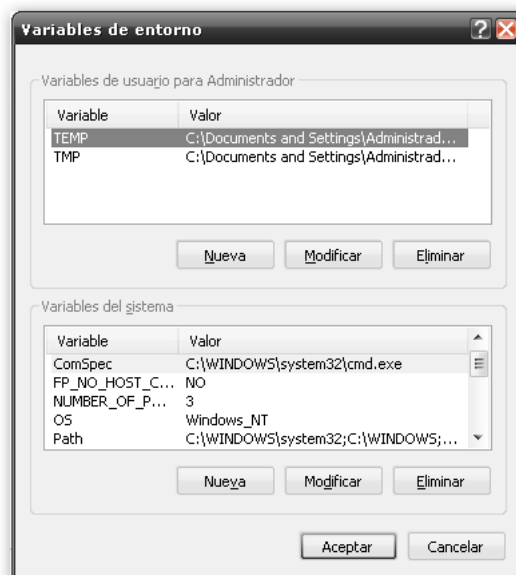 Variables de entorno
Variables de usuario para Administrador
Variable Valor
TEMP C:\Documents and Settings\Administrad...
TMP C:\Documents and Settings\Administrad...
Nueva Modificar Eliminar
Variables del sistema
Variable Valor
ComSpec C:\WINDOWS\system32\cmd.exe
FP_NO_HOST_C... NO
NUMBER_OF_P... 3
OS Windows_NT
Path C:\WINDOWS\system32;C:\WINDOWS;...
Nueva Modificar Eliminar
Aceptar Cancelar